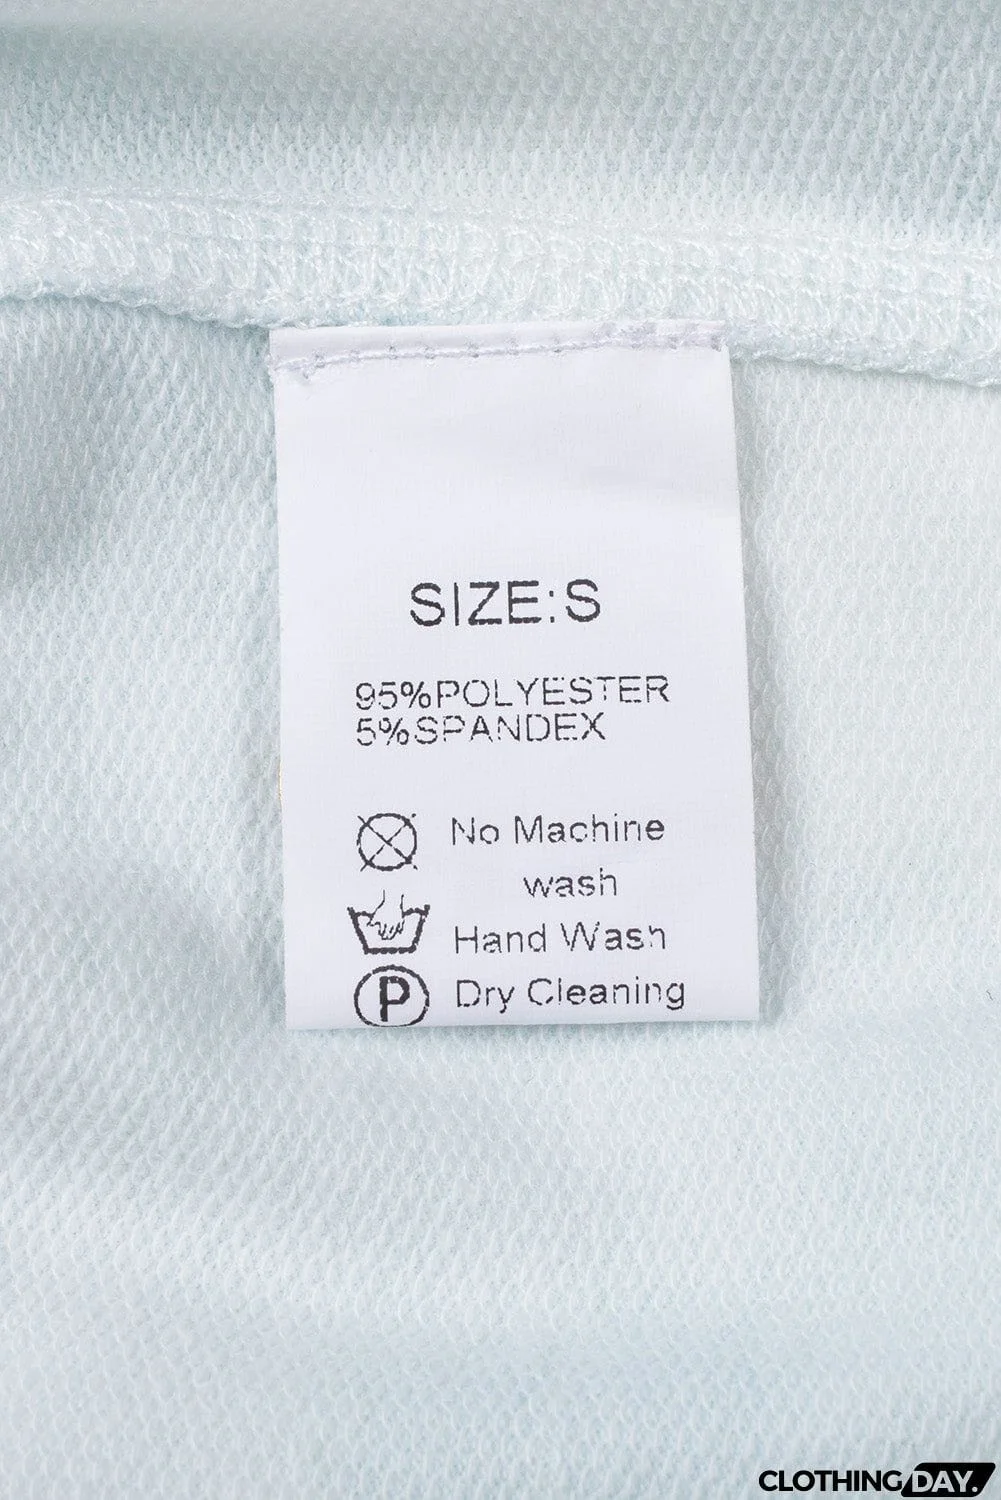 SIZE:S
95%POLYESTER
5%SPANDEX
No Machine
wash
Hand Wash
P Dry Cleaning
CLOTHING DAY.